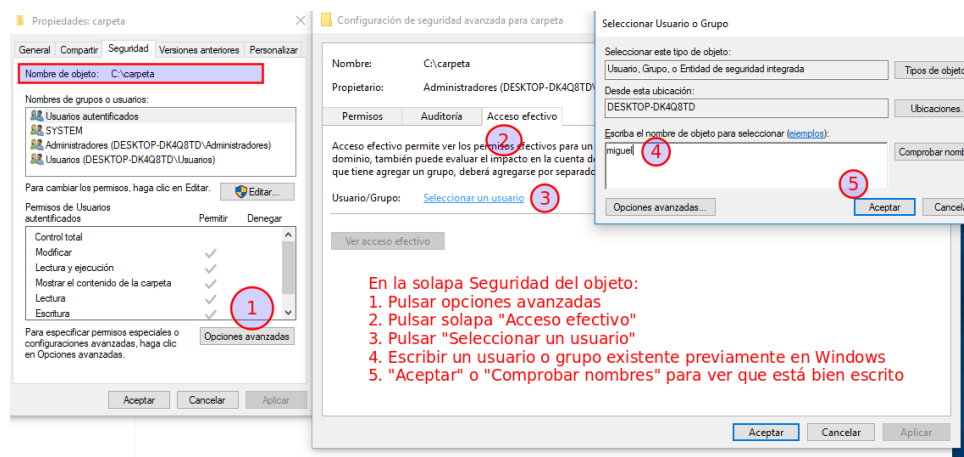 Propiedades: carpeta
General Compartir Seguridad Versiones anteriores Personalizar
Nombre de objeto: C:\carpeta
Nombres de grupos o usuarios:
Usuarios autentificados
SYSTEM
Administradores (DESKTOP-DK4Q8TD\Administradores)
Usuarios (DESKTOP-DK4Q8TD\Usuarios)
Para cambiar los permisos, haga clic en Editar.
Editar...
Permisos de Usuarios
autentificados Permitir Denegar
Control total
Modificar
Lectura y ejecución
Mostrar el contenido de la carpeta
Lectura
Escritura
1
Para especificar permisos especiales o
configuraciones avanzadas, haga clic
en Opciones avanzadas.
Opciones avanzadas
Aceptar Cancelar Aplicar
Configuración de seguridad avanzada para carpeta
Nombre: C:\carpeta
Propietario: Administradores (DESKTOP-DK4Q8TD\
Permisos Auditoría Acceso efectivo
2
Acceso efectivo permite ver los permisos efectivos para un
dominio, también puede evaluar el impacto en la cuenta de
que tiene agregar un grupo, deberá agregarse por separado
Usuario/Grupo: Seleccionar un usuario
3
Ver acceso efectivo
En la solapa Seguridad del objeto:
1. Pulsar opciones avanzadas
2. Pulsar solapa "Acceso efectivo"
3. Pulsar "Seleccionar un usuario"
4. Escribir un usuario o grupo existente previamente en Windows
5. "Aceptar" o "Comprobar nombres" para ver que está bien escrito
Aceptar Cancelar Aplicar
Seleccionar Usuario o Grupo
Seleccionar este tipo de objeto:
Usuario, Grupo, o Entidad de seguridad integrada
Tipos de objeto
Desde esta ubicación:
DESKTOP-DK4Q8TD
Ubicaciones..
Escriba el nombre de objeto para seleccionar (ejemplos):
miguel
4
Comprobar nomb
5
Opciones avanzadas...
Aceptar Cancela